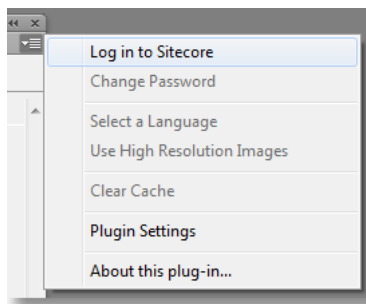 Log in to Sitecore
Change Password
Select a Language
Use High Resolution Images
Clear Cache
Plugin Settings
About this plug-in...